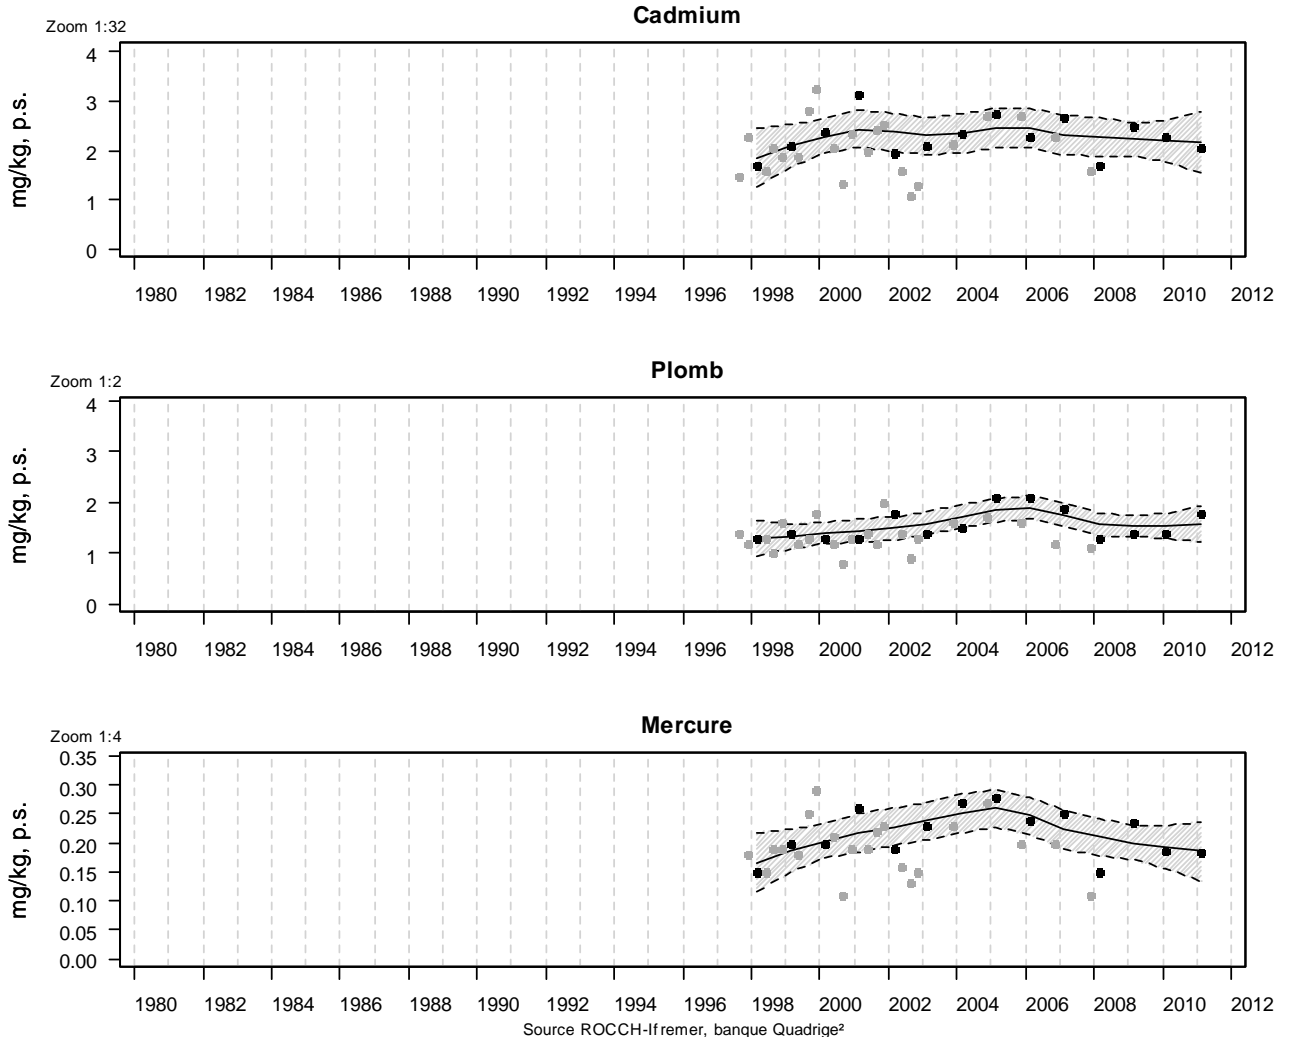 Cadmium
Zoom 1:32
mg/kg, p.s.
4
3
2
1
0
1980 1982 1984 1986 1988 1990 1992 1994 1996 1998 2000 2002 2004 2006 2008 2010 2012
Plomb
Zoom 1:2
mg/kg, p.s.
4
3
2
1
0
1980 1982 1984 1986 1988 1990 1992 1994 1996 1998 2000 2002 2004 2006 2008 2010 2012
Mercure
Zoom 1:4
mg/kg, p.s.
0.35
0.30
0.25
0.20
0.15
0.10
0.05
0.00
1980 1982 1984 1986 1988 1990 1992 1994 1996 1998 2000 2002 2004 2006 2008 2010 2012
Source ROCCH-Ifremer, banque Quadrige²